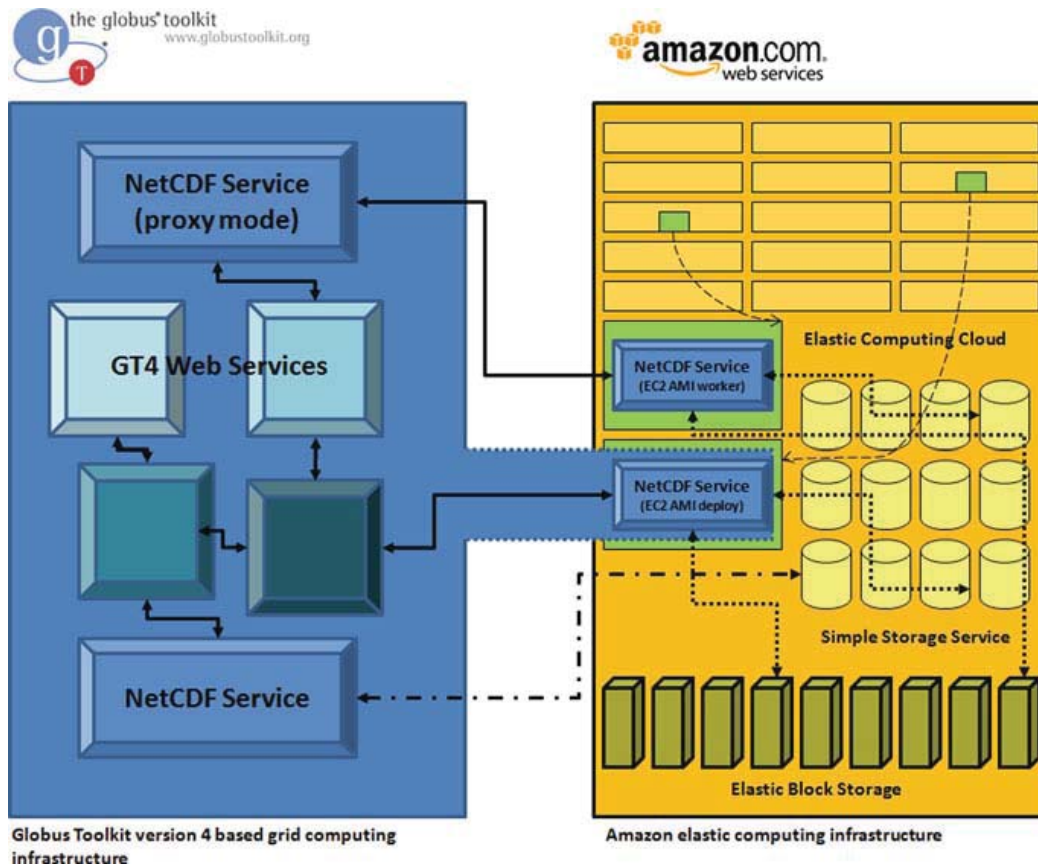 the globus® toolkit
www.globustoolkit.org
g
T
amazon.com.
web services
NetCDF Service
(proxy mode)
GT4 Web Services
NetCDF Service
Elastic Computing Cloud
NetCDF Service
(EC2 AMI worker)
NetCDF Service
(EC2 AMI deploy)
Simple Storage Service
Elastic Block Storage
Globus Toolkit version 4 based grid computing
infrastructure
Amazon elastic computing infrastructure